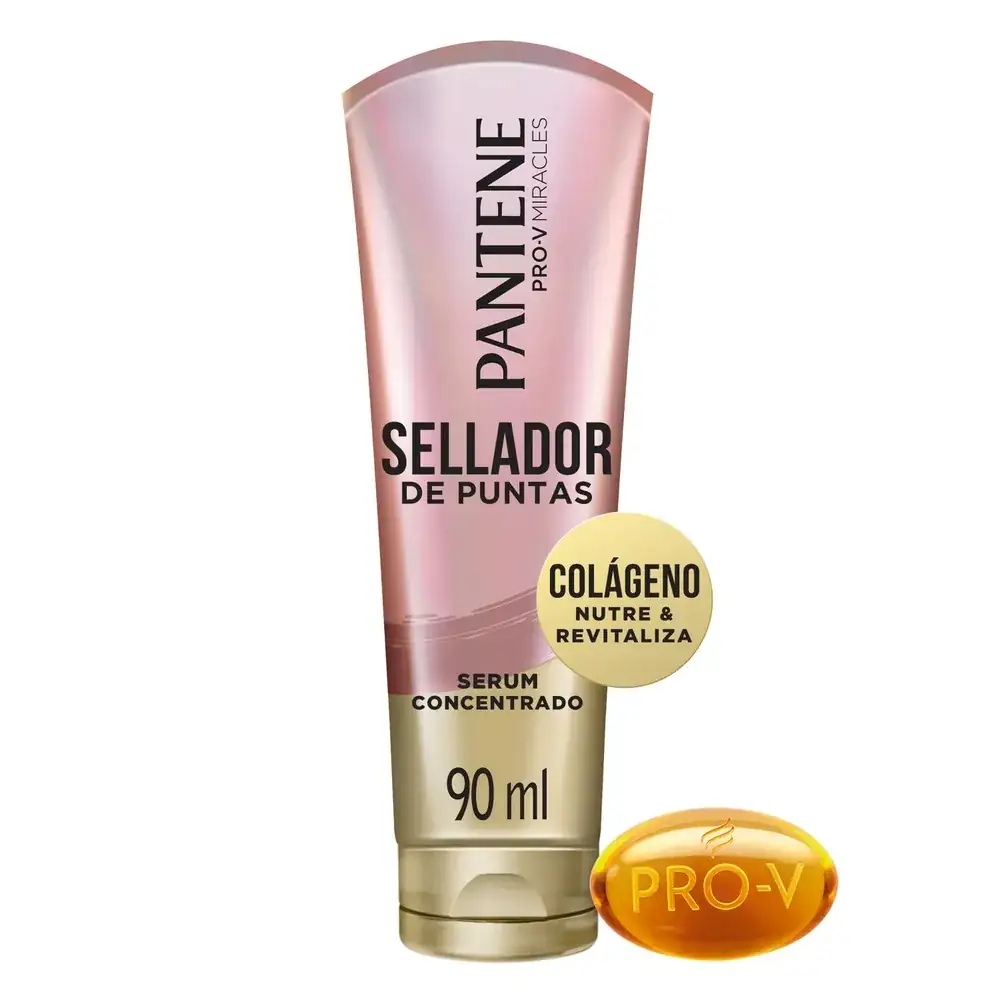 PANTENE
PRO-V MIRACLES
SELLADOR
DE PUNTAS
COLÁGENO
NUTRE &
REVITALIZA
SERUM
CONCENTRADO
90 ml
PRO-V